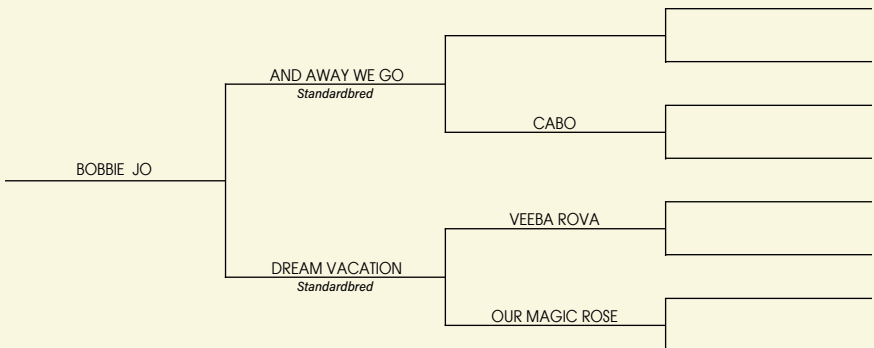 AND AWAY WE GO
Standardbred
CABO
BOBBIE JO
VEEBA ROVA
DREAM VACATION
Standardbred
OUR MAGIC ROSE